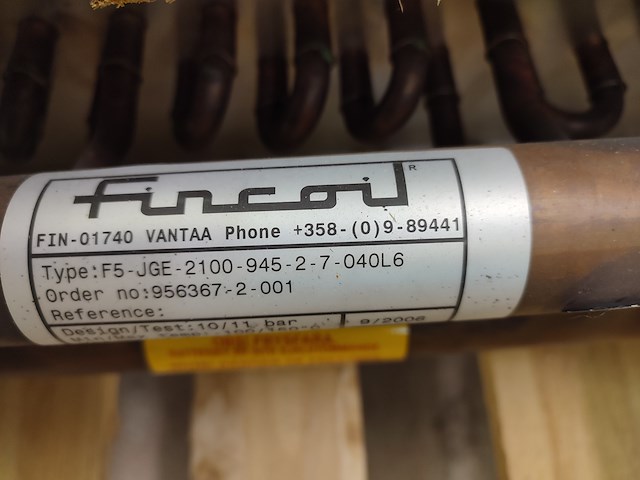 fincoil R
FIN-01740 VANTAA Phone +358-(0)9-89441
Type:F5-JGE-2100-945-2-7-040L6
Order no:956367-2-001
Reference:
Design/Test:10/11 bar 9/2006